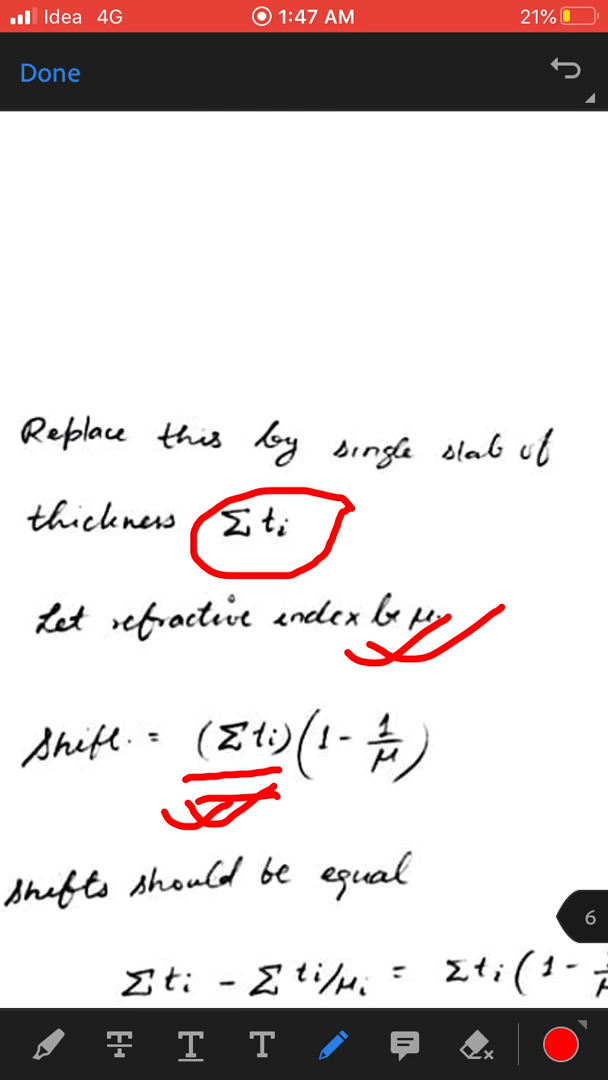 Idea 4G 1:47 AM 21%
Done
Replace this by single slab of
thickness Σ ti
Let refractive index be μ.
Shift. = (Σ ti)(1 - 1/μ)
Shifts should be equal
6
Σ ti - Σ ti/μi = Σ ti (1 -
T T T